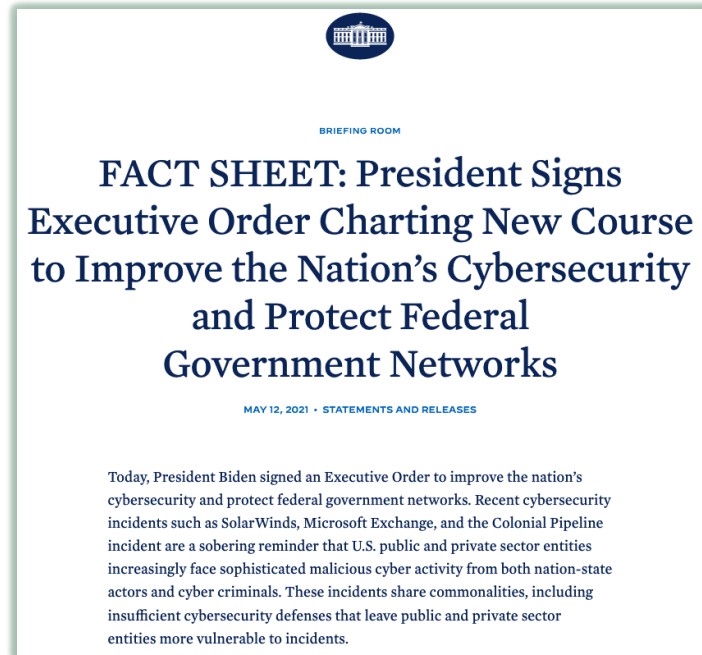 BRIEFING ROOM
FACT SHEET: President Signs
Executive Order Charting New Course
to Improve the Nation’s Cybersecurity
and Protect Federal
Government Networks
MAY 12, 2021 • STATEMENTS AND RELEASES
Today, President Biden signed an Executive Order to improve the nation’s
cybersecurity and protect federal government networks. Recent cybersecurity
incidents such as SolarWinds, Microsoft Exchange, and the Colonial Pipeline
incident are a sobering reminder that U.S. public and private sector entities
increasingly face sophisticated malicious cyber activity from both nation-state
actors and cyber criminals. These incidents share commonalities, including
insufficient cybersecurity defenses that leave public and private sector
entities more vulnerable to incidents.